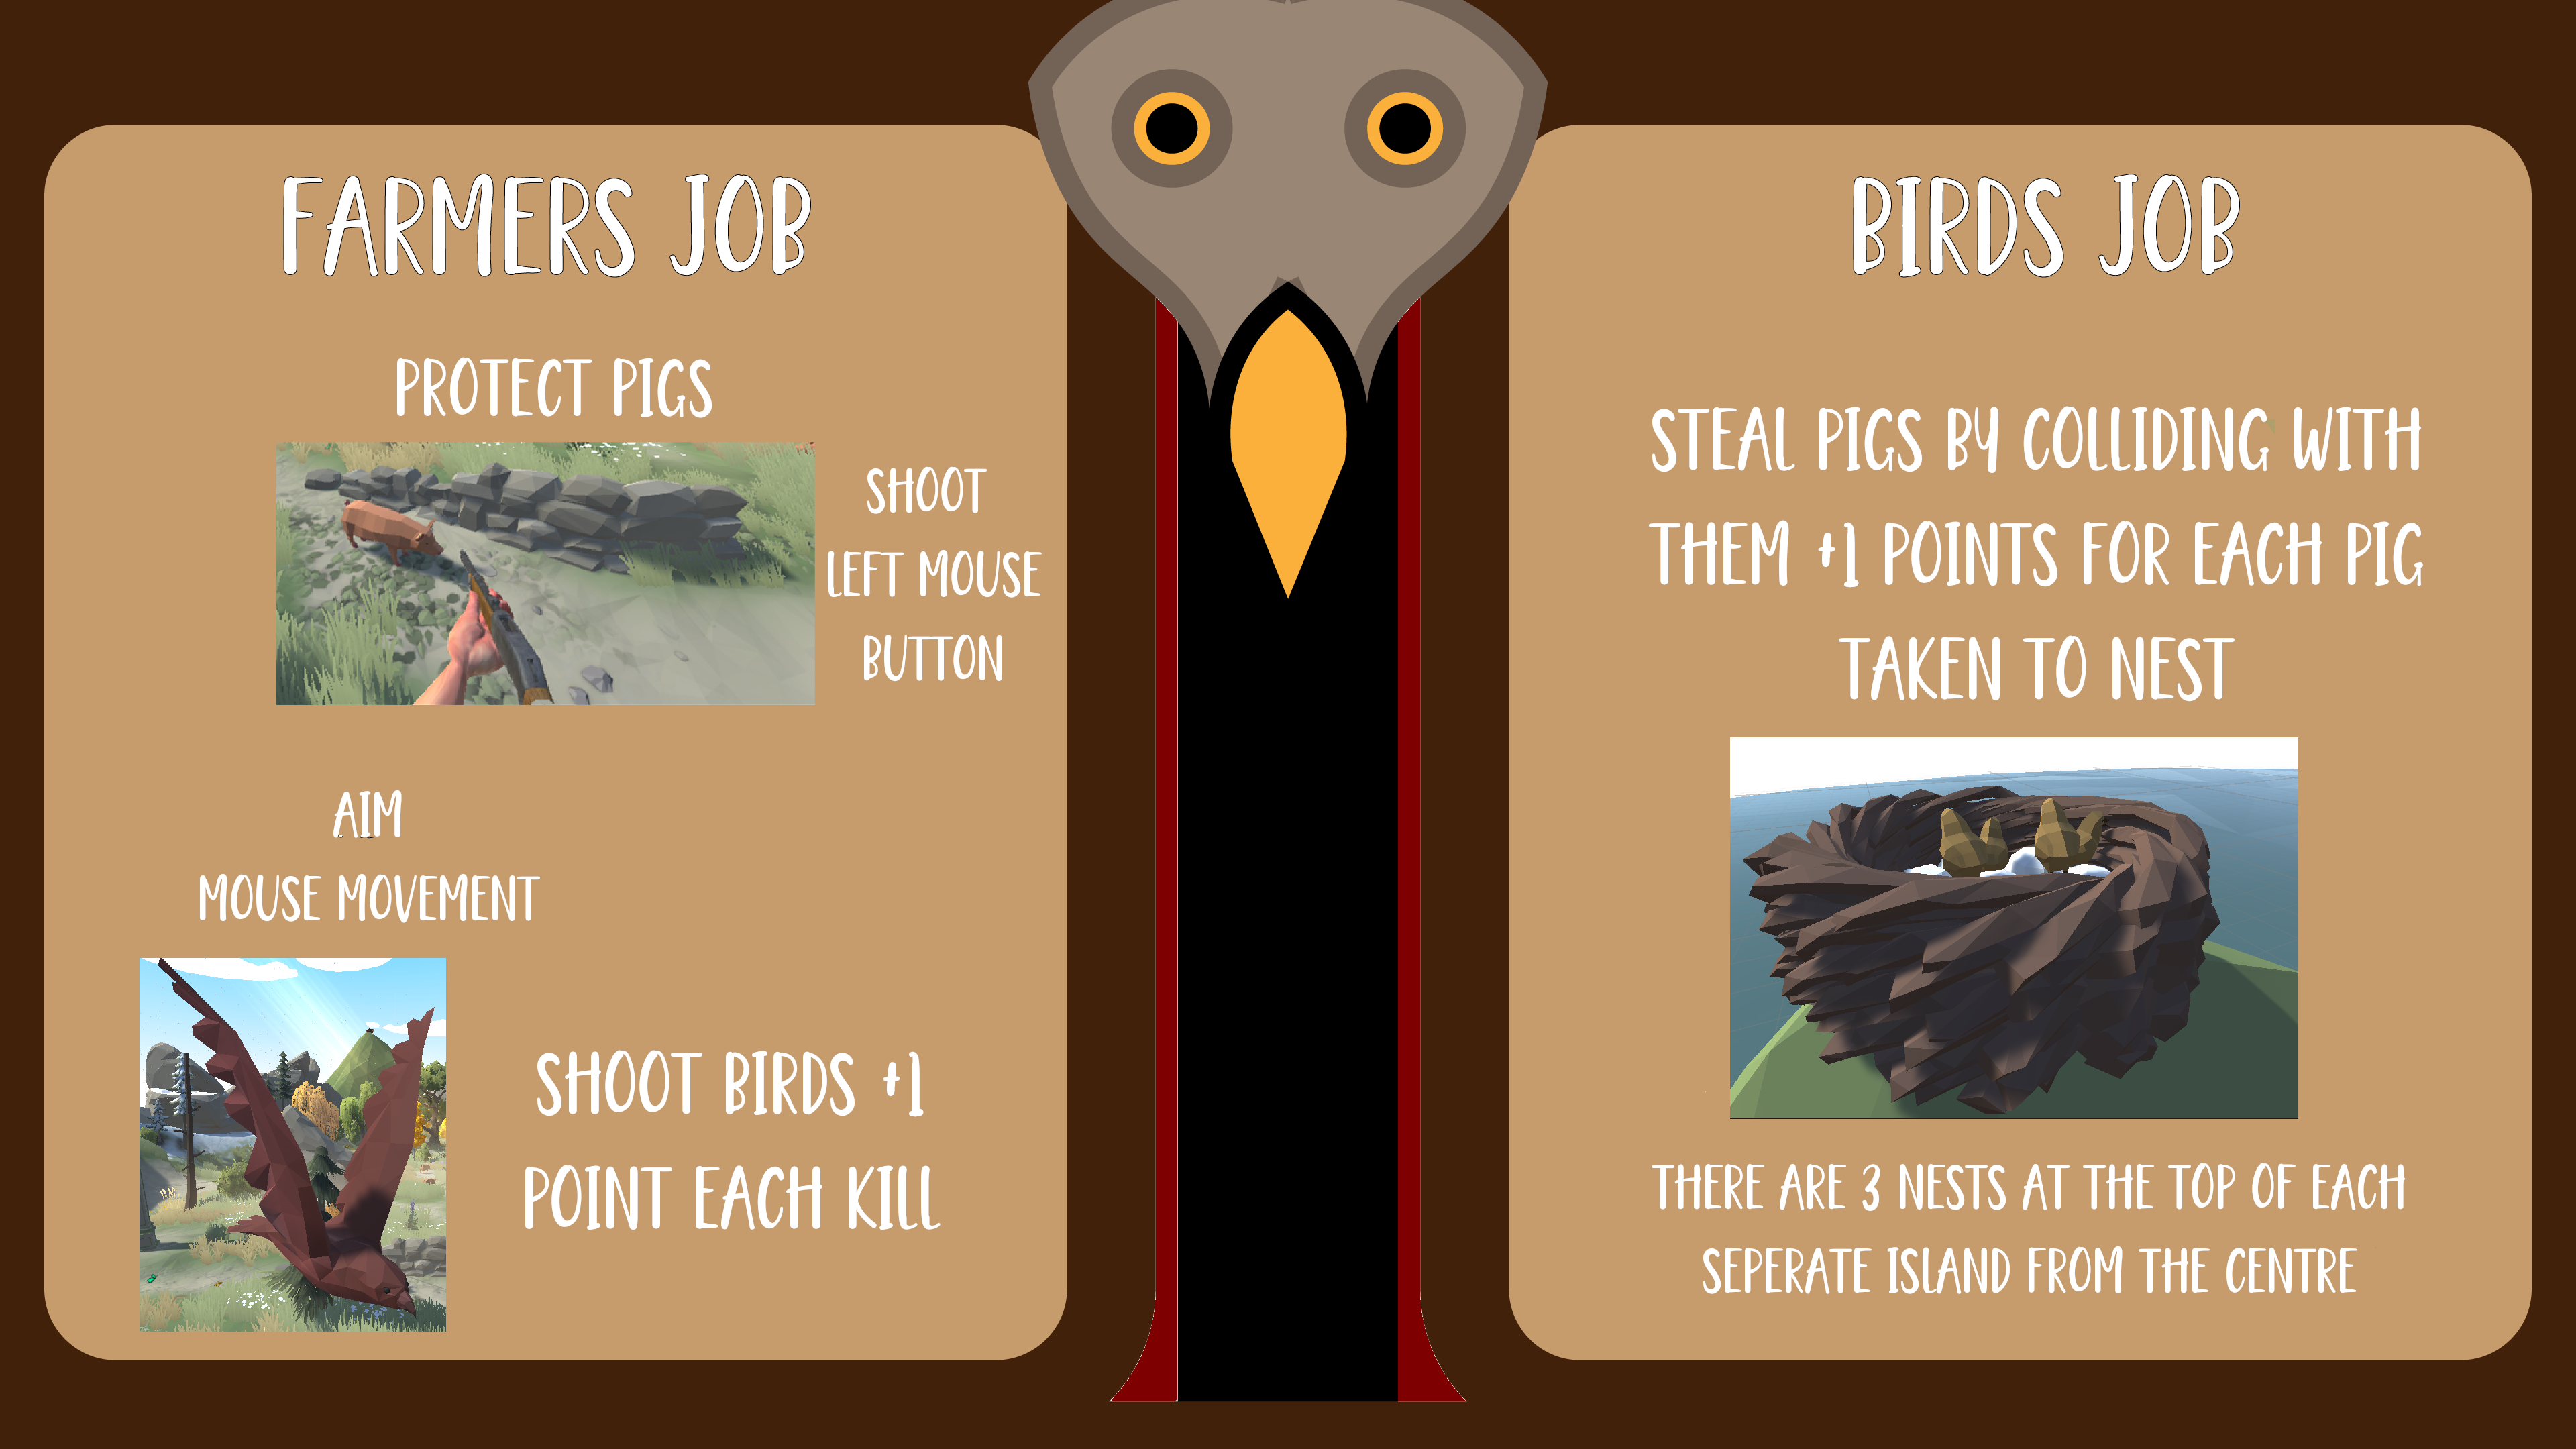 FARMERS JOB
PROTECT PIGS
SHOOT
LEFT MOUSE
BUTTON
AIM
MOUSE MOVEMENT
SHOOT BIRDS +1
POINT EACH KILL
BIRDS JOB
STEAL PIGS BY COLLIDING WITH
THEM +1 POINTS FOR EACH PIG
TAKEN TO NEST
THERE ARE 3 NESTS AT THE TOP OF EACH
SEPERATE ISLAND FROM THE CENTRE